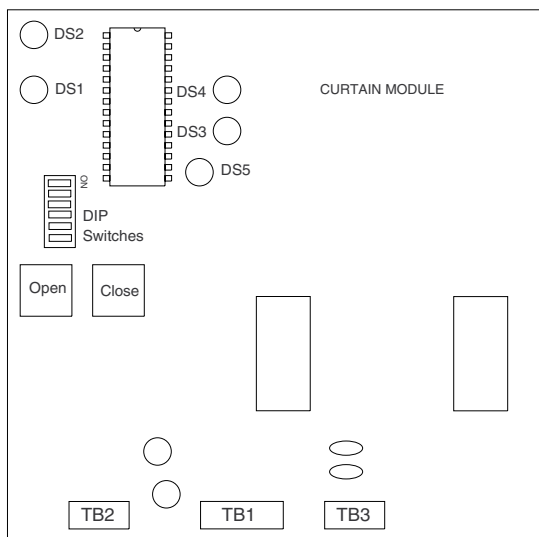 DS2
DS1
DS4
CURTAIN MODULE
DS3
DS5
ON
DIP
Switches
Open
Close
TB2
TB1
TB3